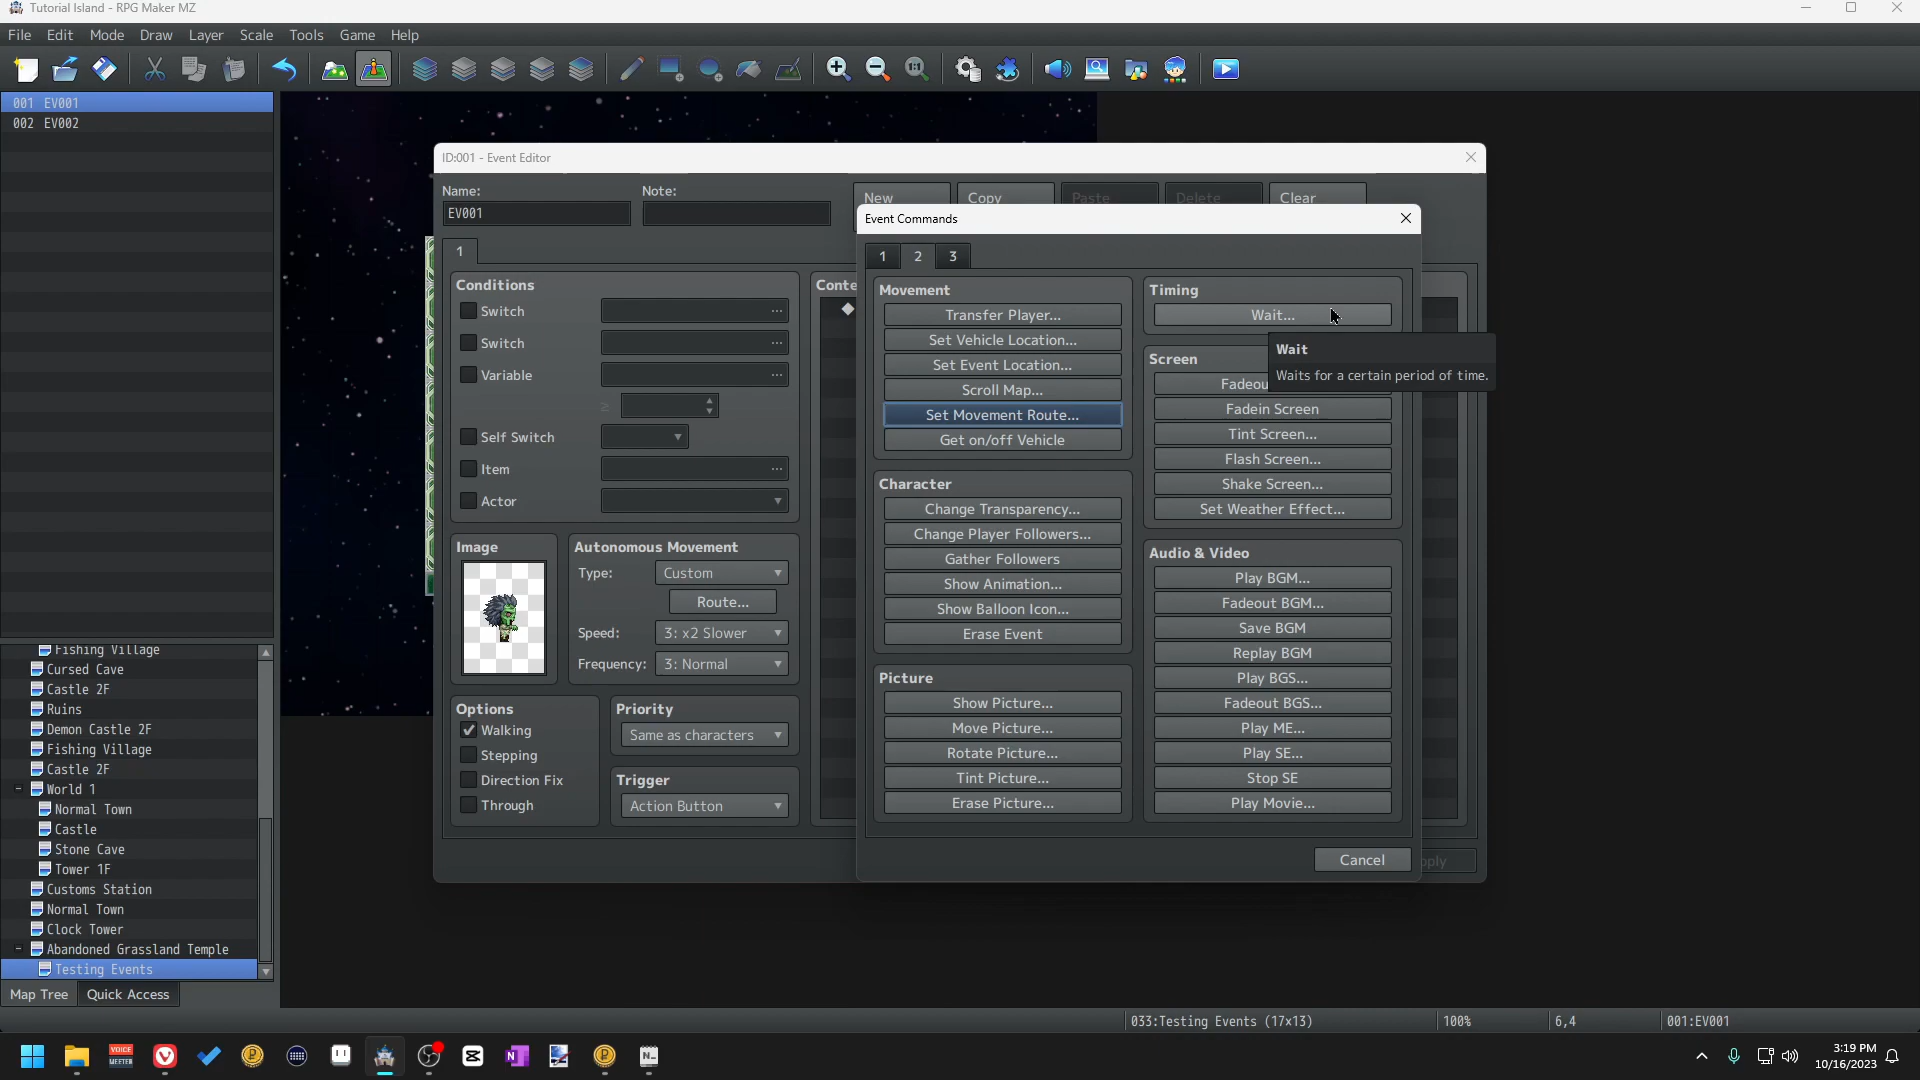 Tutorial Island - RPG Maker MZ
File Edit Mode Draw Layer Scale Tools Game Help
001 EV001
002 EV002
ID:001 - Event Editor
Name:
EV001
Note:
New Copy Paste Delete Clear
1
Conditions
Switch ...
Switch ...
Variable ...
≥
Self Switch
Item ...
Actor
Image
Autonomous Movement
Type: Custom
Route...
Speed: 3: x2 Slower
Frequency: 3: Normal
Options
Walking
Stepping
Direction Fix
Through
Priority
Same as characters
Trigger
Action Button
Conte
Event Commands
1 2 3
Movement
Transfer Player...
Set Vehicle Location...
Set Event Location...
Scroll Map...
Set Movement Route...
Get on/off Vehicle
Character
Change Transparency...
Change Player Followers...
Gather Followers
Show Animation...
Show Balloon Icon...
Erase Event
Picture
Show Picture...
Move Picture...
Rotate Picture...
Tint Picture...
Erase Picture...
Timing
Wait...
Wait
Waits for a certain period of time.
Screen
Fadeou
Fadein Screen
Tint Screen...
Flash Screen...
Shake Screen...
Set Weather Effect...
Audio & Video
Play BGM...
Fadeout BGM...
Save BGM
Replay BGM
Play BGS...
Fadeout BGS...
Play ME...
Play SE...
Stop SE
Play Movie...
Cancel
pply
Fishing Village
Cursed Cave
Castle 2F
Ruins
Demon Castle 2F
Fishing Village
Castle 2F
World 1
Normal Town
Castle
Stone Cave
Tower 1F
Customs Station
Normal Town
Clock Tower
Abandoned Grassland Temple
Testing Events
Map Tree Quick Access
033:Testing Events (17x13) 100% 6,4 001:EV001
VOICE
MEETER
3:19 PM
10/16/2023